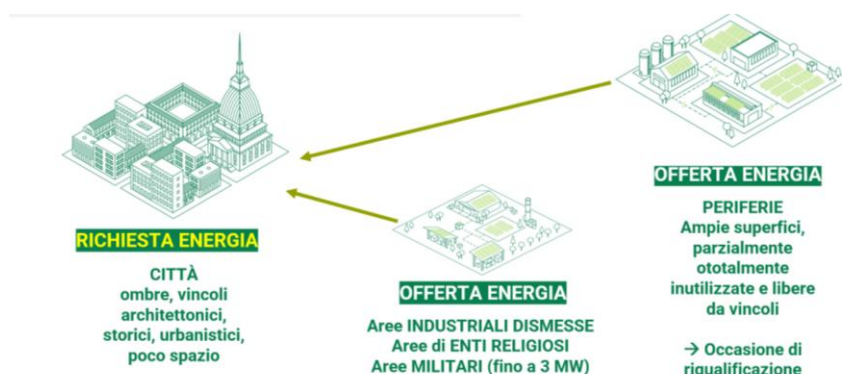 RICHIESTA ENERGIA
CITTÀ
ombre, vincoli
architettonici,
storici, urbanistici,
poco spazio
OFFERTA ENERGIA
Aree INDUSTRIALI DISMESSE
Aree di ENTI RELIGIOSI
Aree MILITARI (fino a 3 MW)
OFFERTA ENERGIA
PERIFERIE
Ampie superfici,
parzialmente
ototalmente
inutilizzate e libere
da vincoli
→ Occasione di
riqualificazione